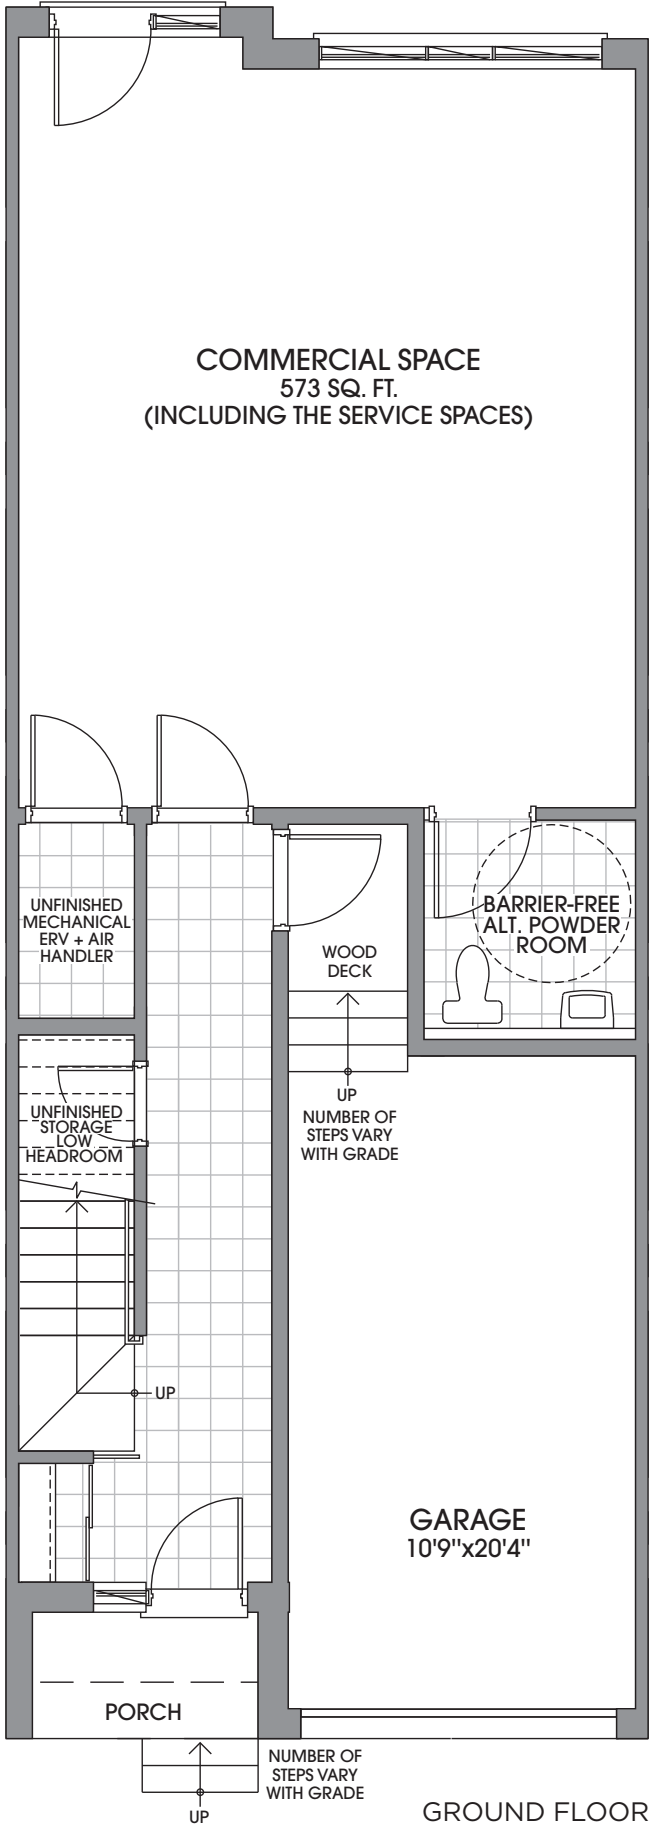 COMMERCIAL SPACE
573 SQ. FT.
(INCLUDING THE SERVICE SPACES)
UNFINISHED
MECHANICAL
ERV + AIR
HANDLER
WOOD
DECK
BARRIER-FREE
ALT. POWDER
ROOM
UP
NUMBER OF
STEPS VARY
WITH GRADE
UNFINISHED
STORAGE
LOW
HEADROOM
UP
GARAGE
10'9"x20'4"
PORCH
NUMBER OF
STEPS VARY
WITH GRADE
UP
GROUND FLOOR